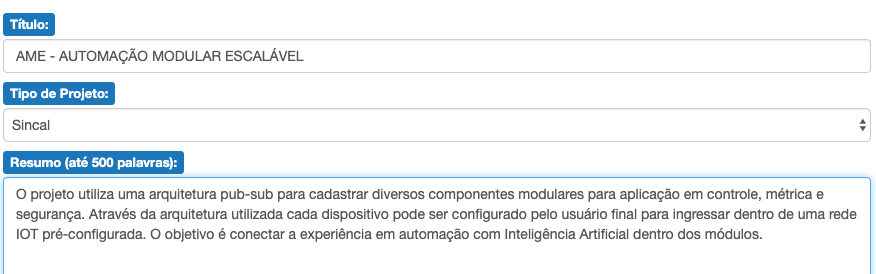 Título:
AME - AUTOMAÇÃO MODULAR ESCALÁVEL
Tipo de Projeto:
Sincal
Resumo (até 500 palavras):
O projeto utiliza uma arquitetura pub-sub para cadastrar diversos componentes modulares para aplicação em controle, métrica e
segurança. Através da arquitetura utilizada cada dispositivo pode ser configurado pelo usuário final para ingressar dentro de uma rede
IOT pré-configurada. O objetivo é conectar a experiência em automação com Inteligência Artificial dentro dos módulos.